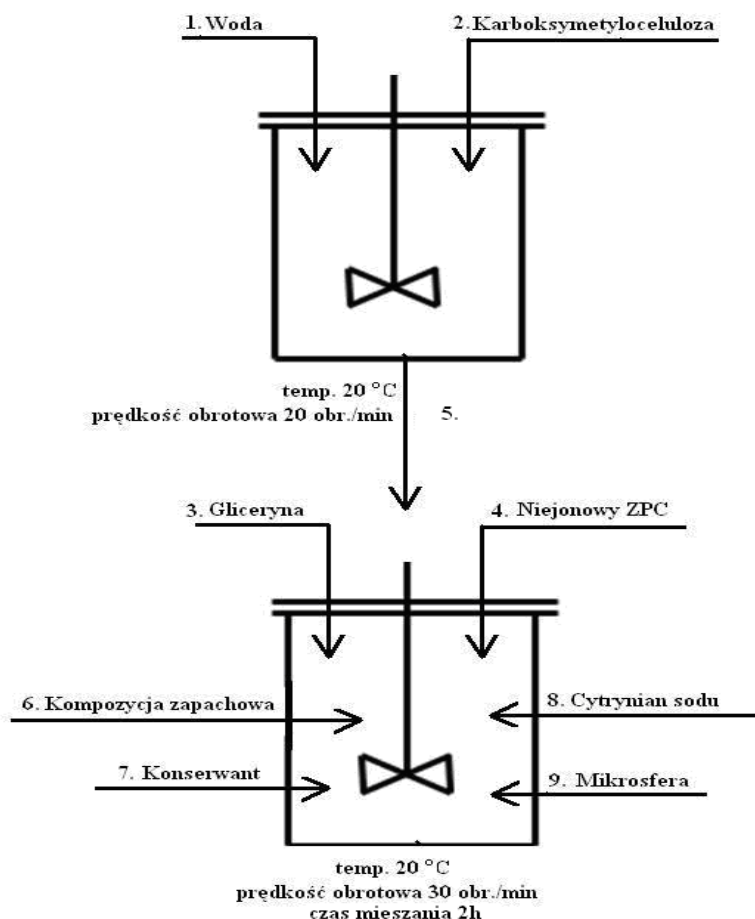 1. Woda
2. Karboksymetyloceluloza
temp. 20 °C
prędkość obrotowa 20 obr./min
5.
3. Gliceryna
4. Niejonowy ZPC
6. Kompozycja zapachowa
8. Cytrynian sodu
7. Konserwant
9. Mikrosfera
temp. 20 °C
prędkość obrotowa 30 obr./min
czas mieszania 2h